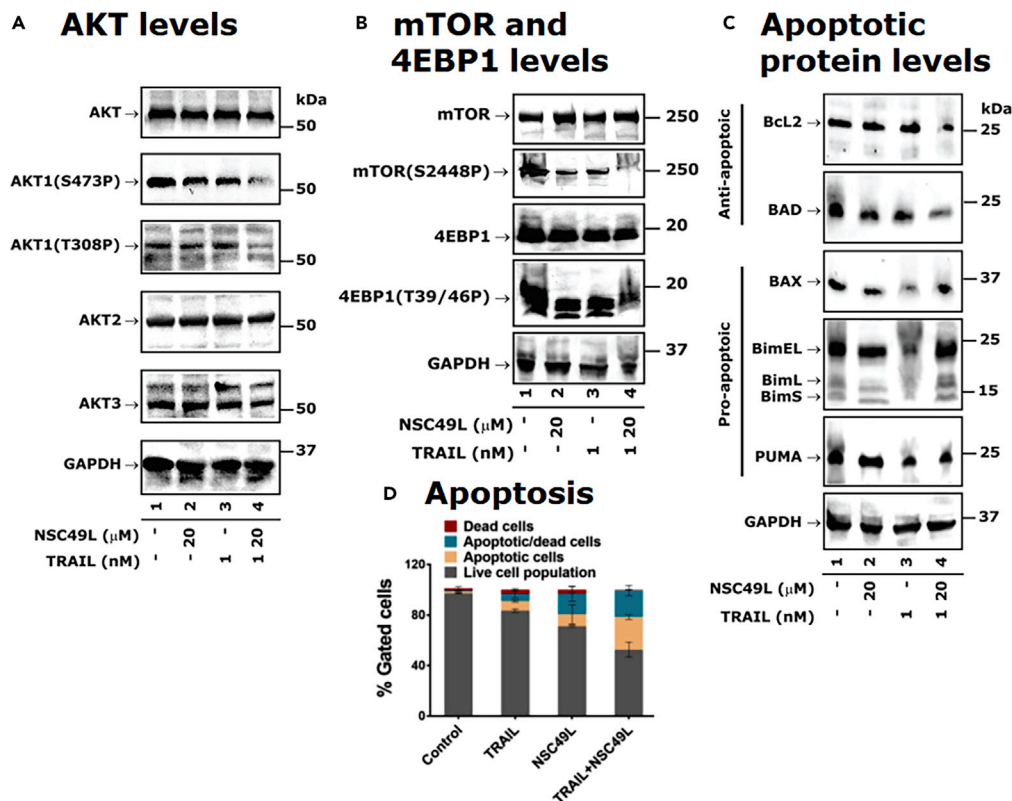 A AKT levels
kDa
AKT→
50
AKT1(S473P)→
50
AKT1(T308P)→
50
AKT2→
50
AKT3→
50
GAPDH→
37
1 2 3 4
NSC49L (μM) - 20 - 20
TRAIL (nM) - - 1 1
B mTOR and
4EBP1 levels
mTOR→
250
mTOR(S2448P)→
250
4EBP1→
20
4EBP1(T39/46P)→
20
GAPDH→
37
1 2 3 4
NSC49L (μM) - 20 - 20
TRAIL (nM) - - 1 1
C Apoptotic
protein levels
kDa
Anti-apoptoic
BcL2→
25
BAD→
25
Pro-apoptoic
BAX→
37
BimEL→
25
BimL→
BimS→
15
PUMA→
25
GAPDH→
37
1 2 3 4
NSC49L (μM) - 20 - 20
TRAIL (nM) - - 1 1
D Apoptosis
Dead cells
Apoptotic/dead cells
Apoptotic cells
Live cell population
% Gated cells
120
80
40
0
Control
TRAIL
NSC49L
TRAIL+NSC49L